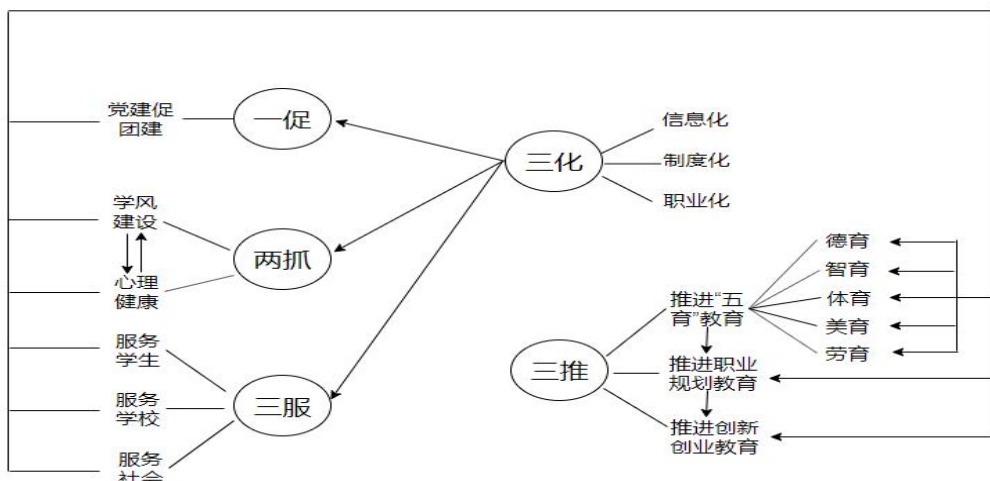 党建促
团建
一促
学风
建设
心理
健康
两抓
服务
学生
服务
学校
服务
社会
三服
三化
信息化
制度化
职业化
三推
推进“五
育”教育
推进职业
规划教育
推进创新
创业教育
德育
智育
体育
美育
劳育